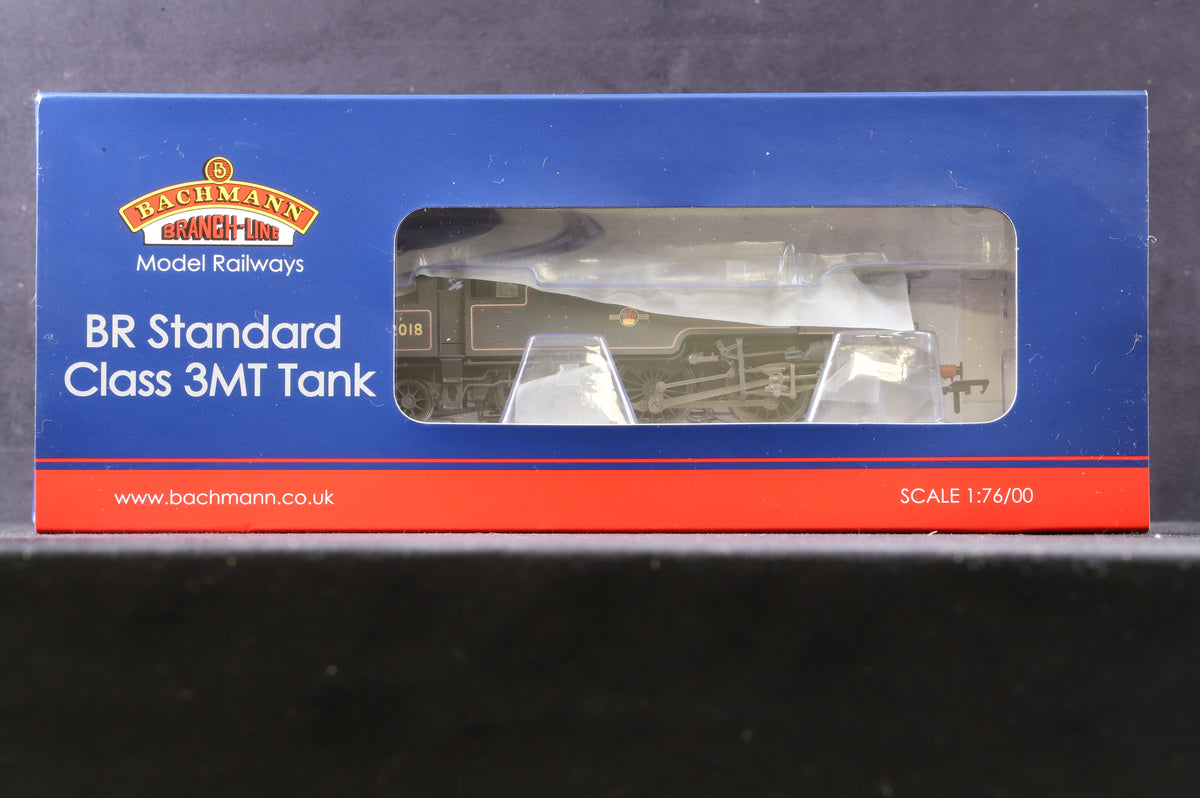 B
BACHMANN
BRANCH-LINE
Model Railways
BR Standard
Class 3MT Tank
2018
www.bachmann.co.uk
SCALE 1:76/00